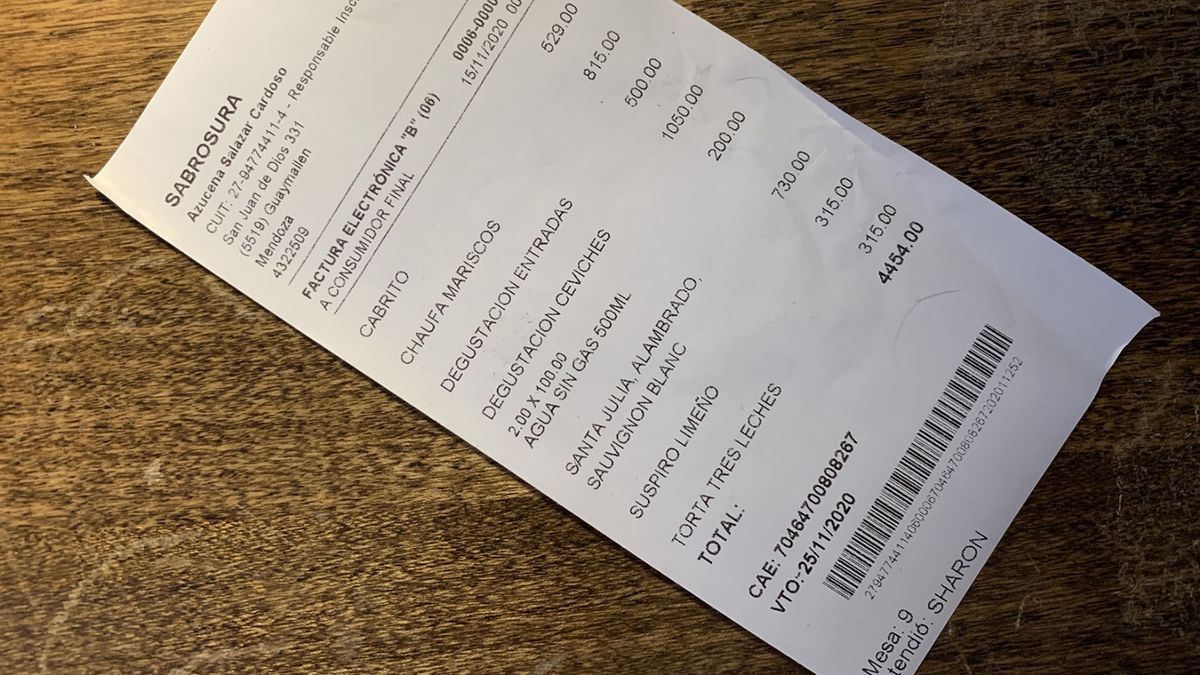 SABROSURA
Azucena Salazar Cardoso
CUIT: 27-94774411-4 - Responsable
San Juan de Dios 331
(5519) Guaymallen
Mendoza
4322509
FACTURA ELECTRÓNICA "B" (06)
A CONSUMIDOR FINAL 15/11/2020
CABRITO 529.00
CHAUFA MARISCOS 815.00
DEGUSTACION ENTRADAS 500.00
DEGUSTACION CEVICHES 1050.00
2.00 X 100.00
AGUA SIN GAS 500ML 200.00
SANTA JULIA, ALAMBRADO,
SAUVIGNON BLANC 730.00
SUSPIRO LIMEÑO 315.00
TORTA TRES LECHES 315.00
TOTAL: 4454.00
CAE: 70464700808267
VTO: 25/11/2020
Mesa: 9
tendió: SHARON